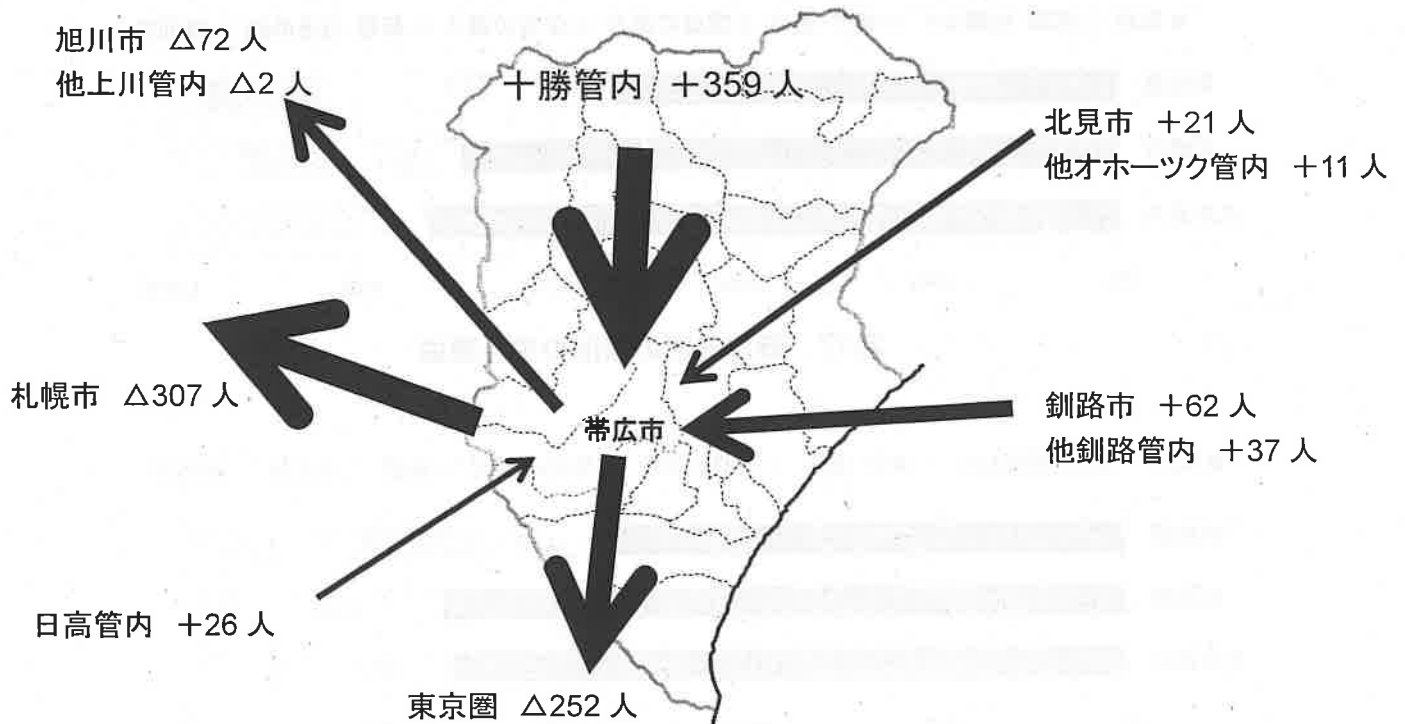 旭川市 △72 人
他上川管内 △2 人
十勝管内 +359 人
北見市 +21 人
他オホーツク管内 +11 人
札幌市 △307 人
帯広市
釧路市 +62 人
他釧路管内 +37 人
日高管内 +26 人
東京圏 △252 人